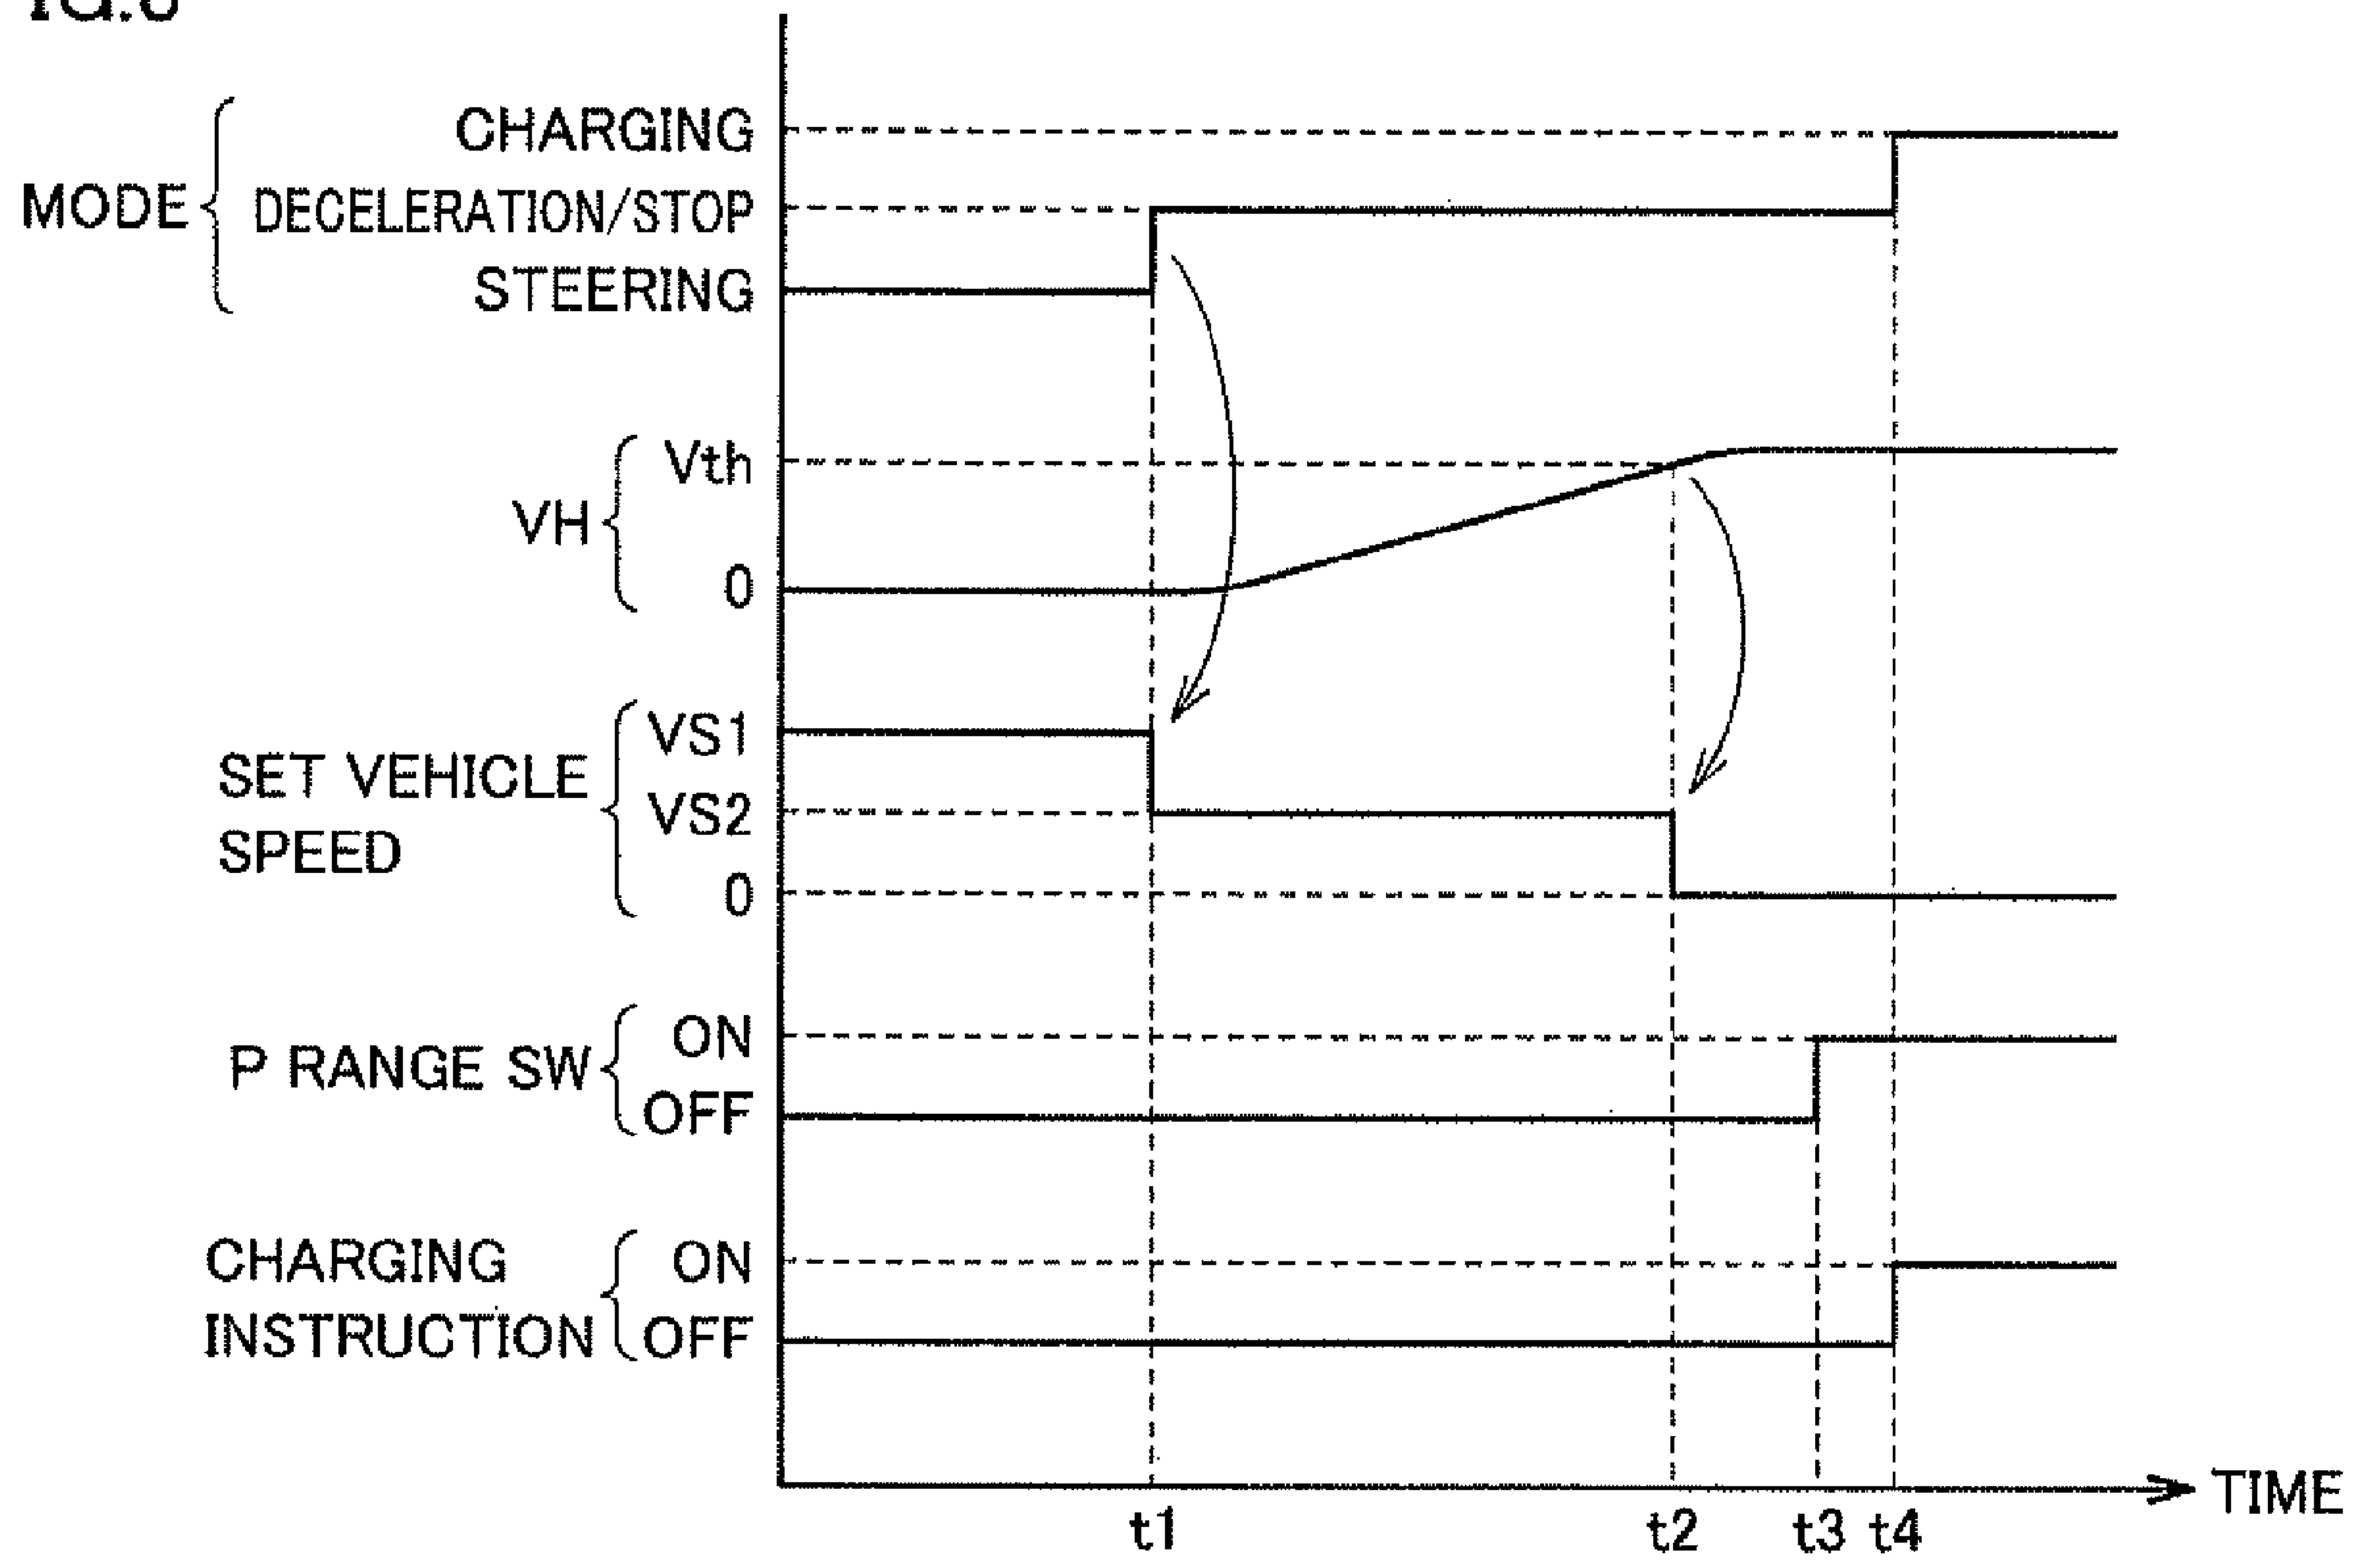 CHARGING
MODE
DECELERATION/STOP
STEERING
Vth
VH
0
VS1
SET VEHICLE
SPEED
VS2
0
ON
P RANGE SW
OFF
CHARGING
INSTRUCTION
ON
OFF
TIME
t1
t2
t3
t4